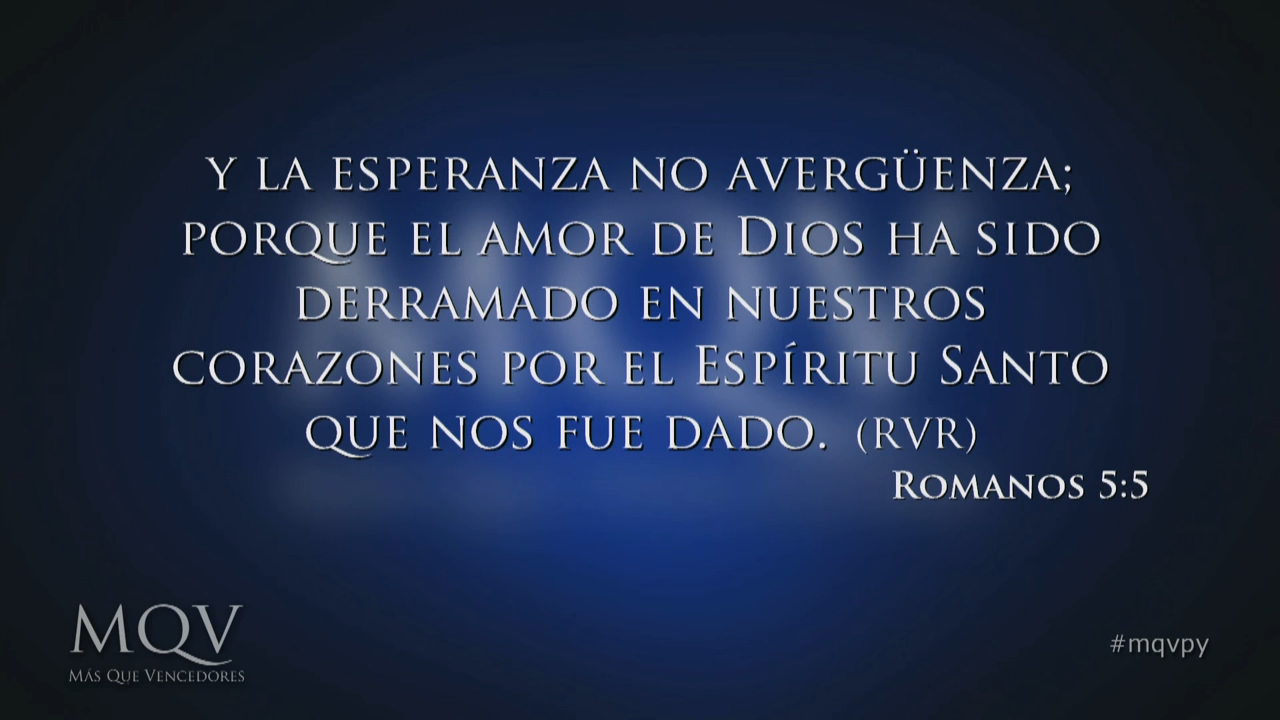 Y LA ESPERANZA NO AVERGÜENZA;
PORQUE EL AMOR DE DIOS HA SIDO
DERRAMADO EN NUESTROS
CORAZONES POR EL ESPÍRITU SANTO
QUE NOS FUE DADO. (RVR)
ROMANOS 5:5
MQV
MÁS QUE VENCEDORES
#mqvpy